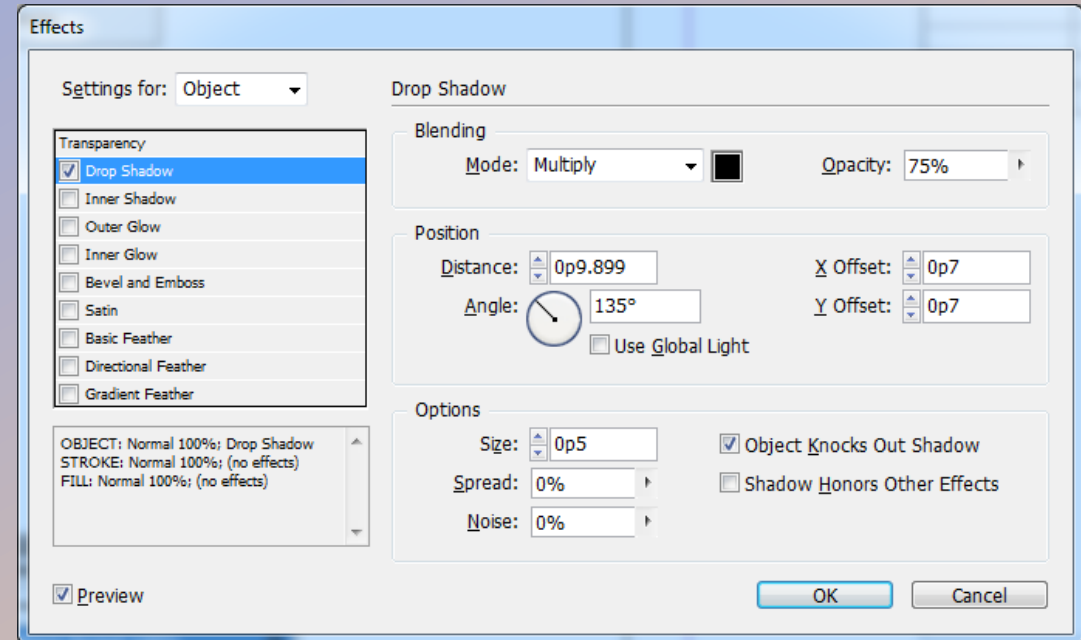 Effects
Settings for: Object
Transparency
Drop Shadow
Inner Shadow
Outer Glow
Inner Glow
Bevel and Emboss
Satin
Basic Feather
Directional Feather
Gradient Feather
OBJECT: Normal 100%; Drop Shadow
STROKE: Normal 100%; (no effects)
FILL: Normal 100%; (no effects)
Preview
Drop Shadow
Blending
Mode: Multiply Opacity: 75%
Position
Distance: 0p9.899 X Offset: 0p7
Angle: 135° Y Offset: 0p7
Use Global Light
Options
Size: 0p5 Object Knocks Out Shadow
Spread: 0% Shadow Honors Other Effects
Noise: 0%
OK Cancel